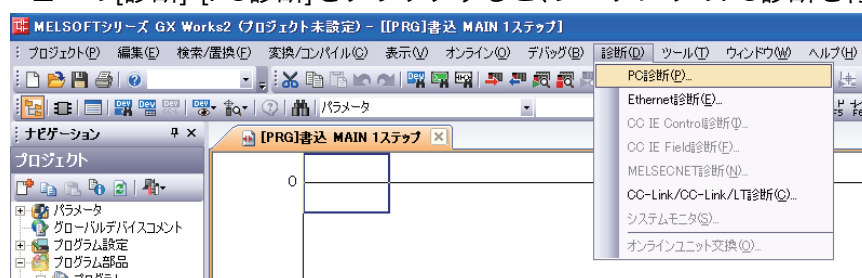 MELSOFTシリーズ GX Works2 (プロジェクト未設定) - [[PRG]書込 MAIN 1ステップ]
プロジェクト(P) 編集(E) 検索/置換(F) 変換/コンパイル(C) 表示(V) オンライン(O) デバッグ(B) 診断(D) ツール(T) ウィンドウ(W) ヘルプ(H)
PC診断(P)...
Ethernet診断(E)...
CC IE Control診断(O)...
CC IE Field診断(F)...
MELSECNET診断(N)...
CC-Link/CC-Link/LT診断(C)...
システムモニタ(S)...
オンラインユニット交換(O)...
パラメータ
ナビゲーション
[PRG]書込 MAIN 1ステップ
プロジェクト
0
パラメータ
グローバルデバイスコメント
プログラム設定
プログラム部品